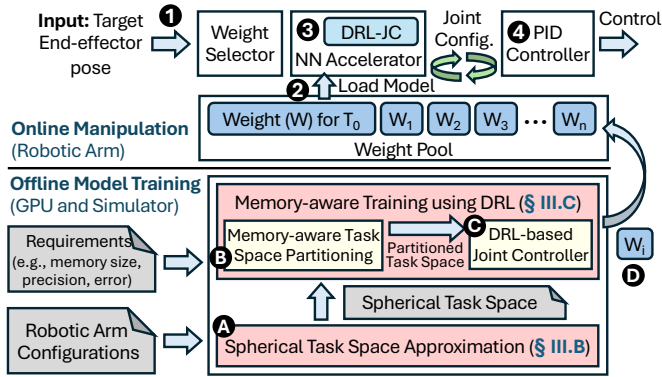 Input: Target
End-effector
pose
1
Weight
Selector
3
DRL-JC
NN Accelerator
Joint
Config.
4
PID
Controller
Control
2
Load Model
Weight (W) for T0
W1
W2
W3
...
Wn
Weight Pool
Online Manipulation
(Robotic Arm)
Offline Model Training
(GPU and Simulator)
Memory-aware Training using DRL (§ III.C)
Requirements
(e.g., memory size,
precision, error)
B
Memory-aware Task
Space Partitioning
Partitioned
Task Space
C
DRL-based
Joint Controller
Wi
D
Spherical Task Space
Robotic Arm
Configurations
A
Spherical Task Space Approximation (§ III.B)